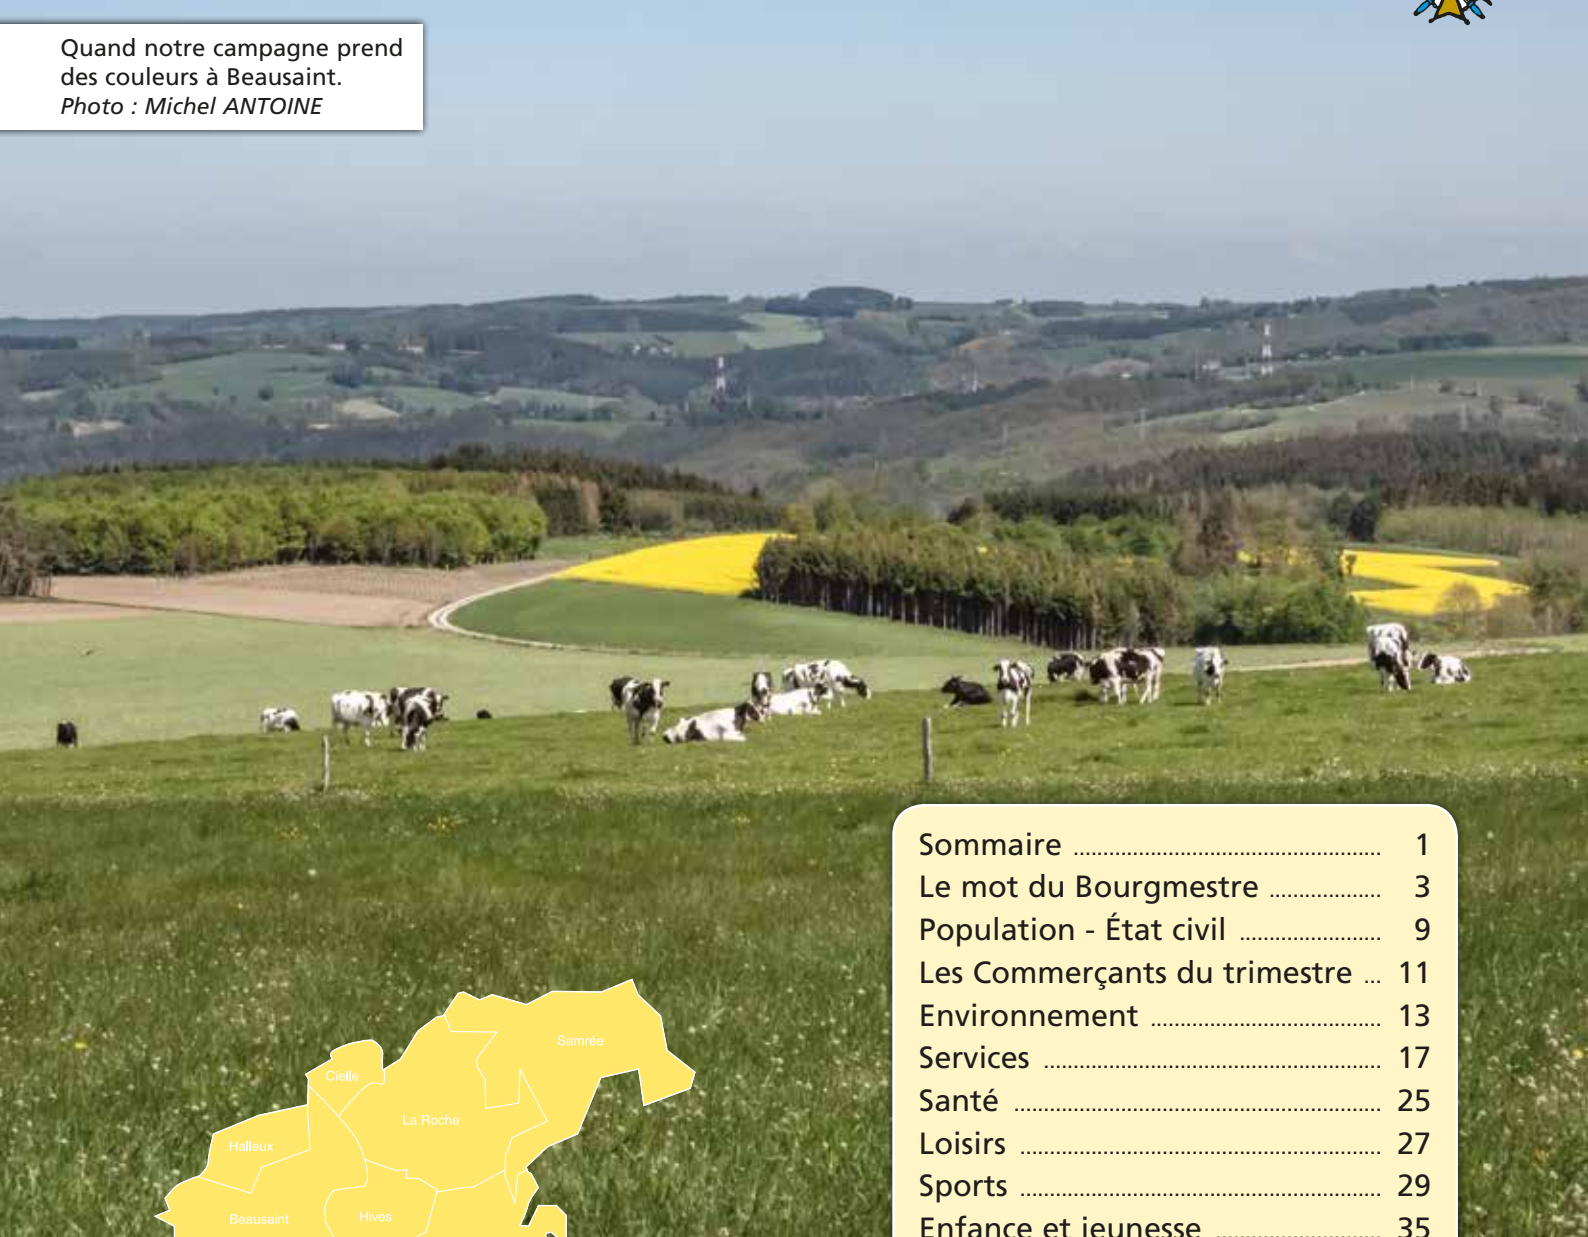 Quand notre campagne prend
des couleurs à Beausaint.
Photo : Michel ANTOINE
Sommaire 1
Le mot du Bourgmestre 3
Population - État civil 9
Les Commerçants du trimestre ... 11
Environnement 13
Services 17
Santé 25
Loisirs 27
Sports 29
Enfance et jeunesse 35
Samrée
Cielle
La Roche
Halleux
Beausaint
Hives